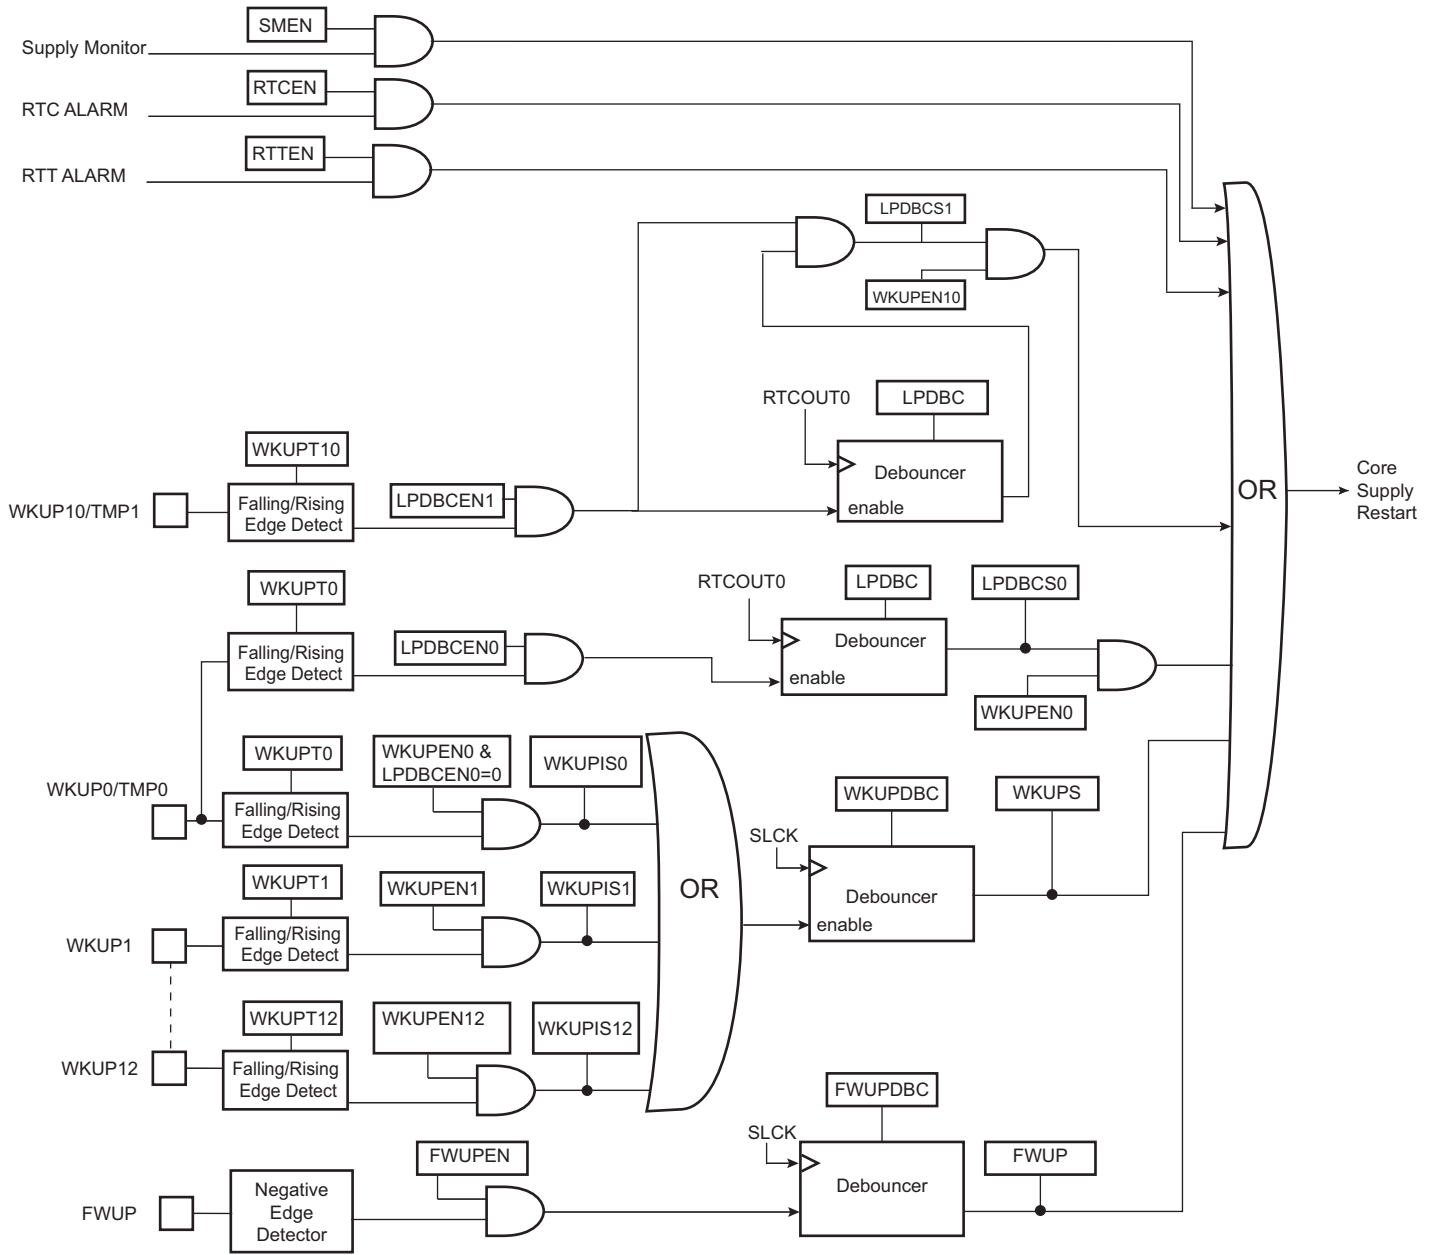 SMEN
Supply Monitor
RTCEN
RTC ALARM
RTTEN
RTT ALARM
LPDBCS1
WKUPEN10
RTCOUT0
LPDBC
WKUPT10
Debouncer
enable
LPDBCEN1
Falling/Rising
Edge Detect
WKUP10/TMP1
OR
Core
Supply
Restart
WKUPT0
RTCOUT0
LPDBC
LPDBCS0
Falling/Rising
Edge Detect
LPDBCEN0
Debouncer
enable
WKUPEN0
WKUPT0
WKUPEN0 &
LPDBCEN0=0
WKUPIS0
WKUP0/TMP0
Falling/Rising
Edge Detect
WKUPDBC
WKUPS
SLCK
WKUPT1
WKUPEN1
WKUPIS1
OR
Debouncer
enable
WKUP1
Falling/Rising
Edge Detect
WKUPT12
WKUPEN12
WKUPIS12
WKUP12
Falling/Rising
Edge Detect
FWUPDBC
SLCK
FWUPEN
FWUP
Debouncer
FWUP
Negative
Edge
Detector